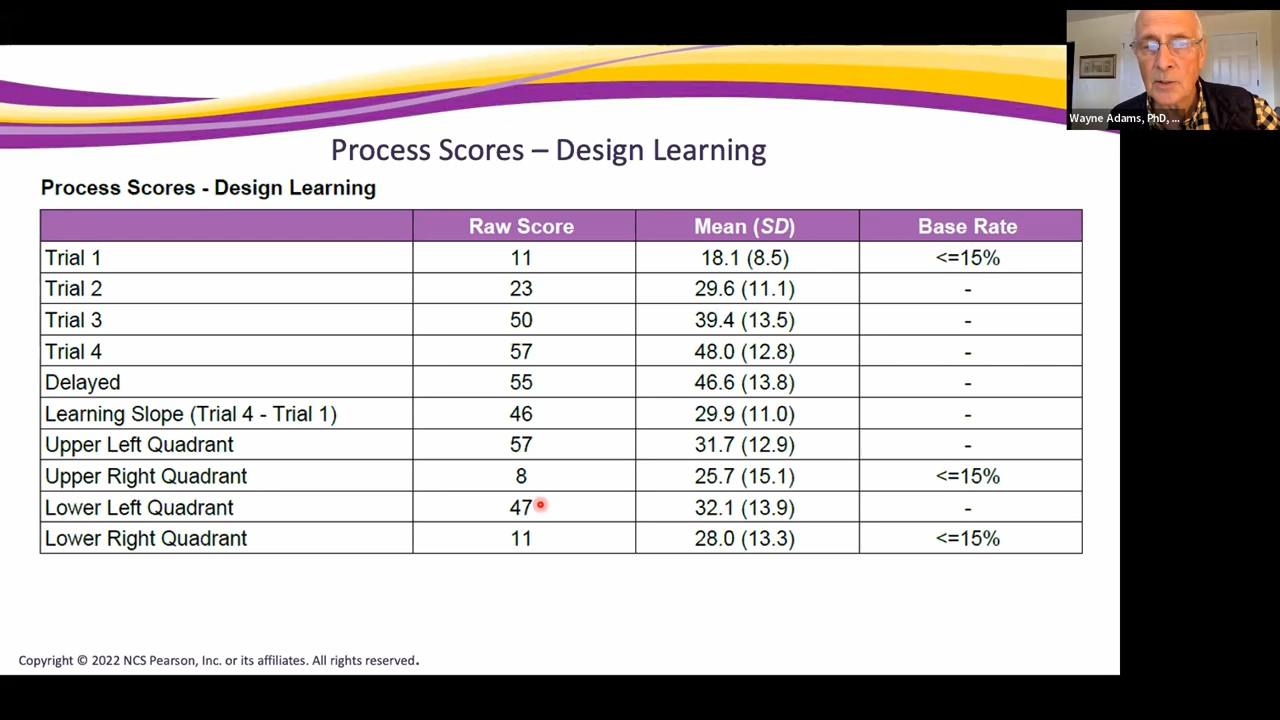 Wayne Adams, PhD, ...
Process Scores – Design Learning
Process Scores - Design Learning
Raw Score Mean (SD) Base Rate
Trial 1 11 18.1 (8.5) <=15%
Trial 2 23 29.6 (11.1) -
Trial 3 50 39.4 (13.5) -
Trial 4 57 48.0 (12.8) -
Delayed 55 46.6 (13.8) -
Learning Slope (Trial 4 - Trial 1) 46 29.9 (11.0) -
Upper Left Quadrant 57 31.7 (12.9) -
Upper Right Quadrant 8 25.7 (15.1) <=15%
Lower Left Quadrant 47 32.1 (13.9) -
Lower Right Quadrant 11 28.0 (13.3) <=15%
Copyright © 2022 NCS Pearson, Inc. or its affiliates. All rights reserved.